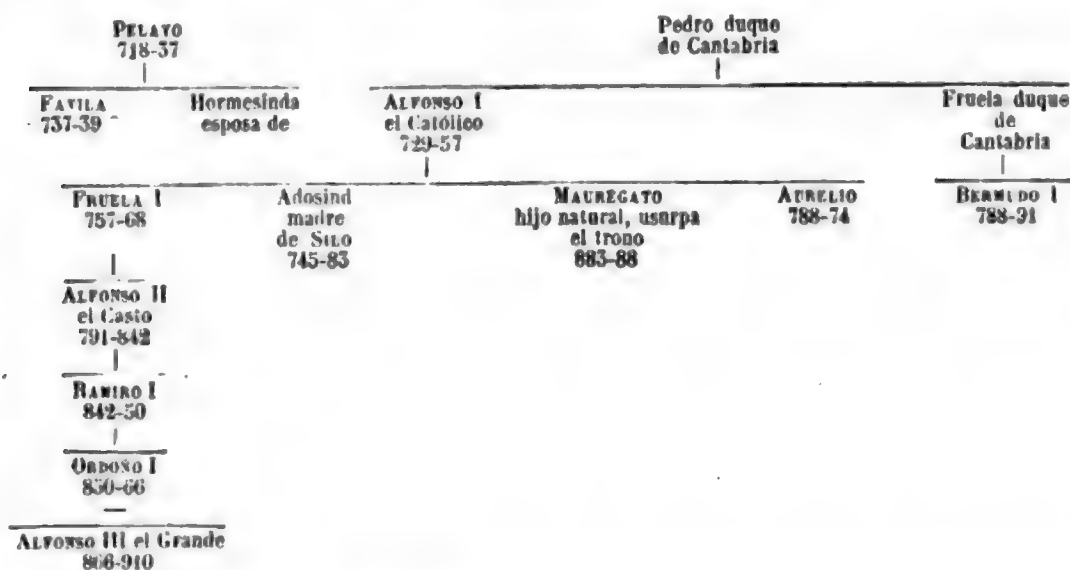 PELAYO
718-37
Pedro duque
de Cantabria
FAVILA
737-39
Hormesinda
esposa de
ALFONSO I
el Católico
729-57
Fruela duque
de
Cantabria
FRUELA I
757-68
Adosind
madre
de SILO
745-83
MAUREGATO
hijo natural, usurpa
el trono
883-88
AURELIO
788-74
BERMUDO I
788-91
ALFONSO II
el Casto
791-842
RAMIRO I
842-50
ORDOÑO I
850-66
ALFONSO III el Grande
866-910